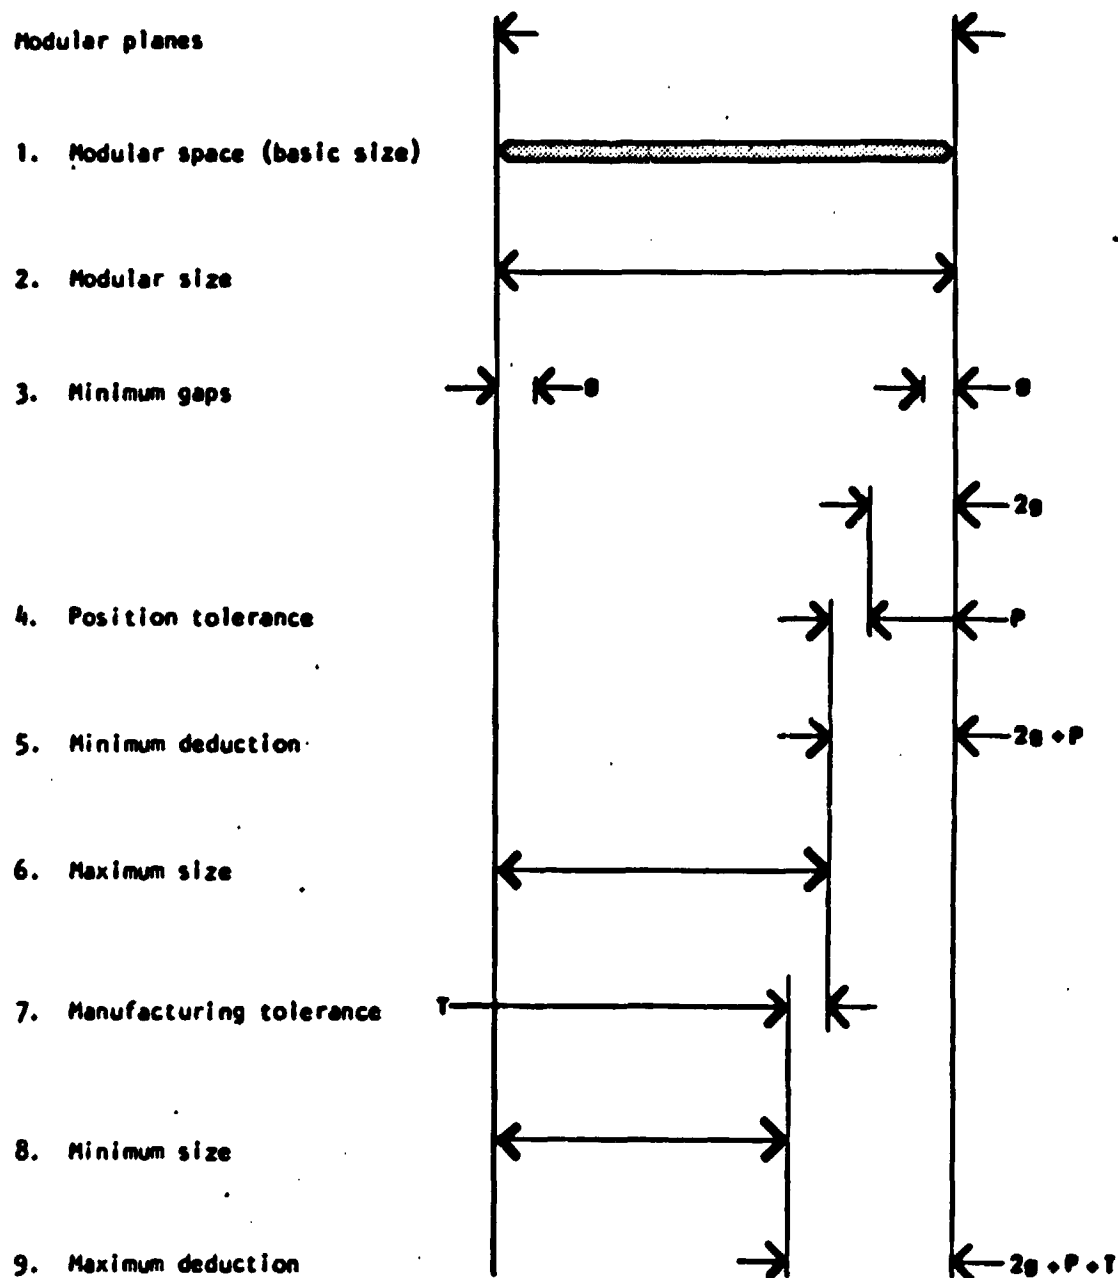 Modular planes
1. Modular space (basic size)
2. Modular size
3. Minimum gaps g g
2g
4. Position tolerance P
5. Minimum deduction 2g + P
6. Maximum size
7. Manufacturing tolerance T
8. Minimum size
9. Maximum deduction 2g + P + T